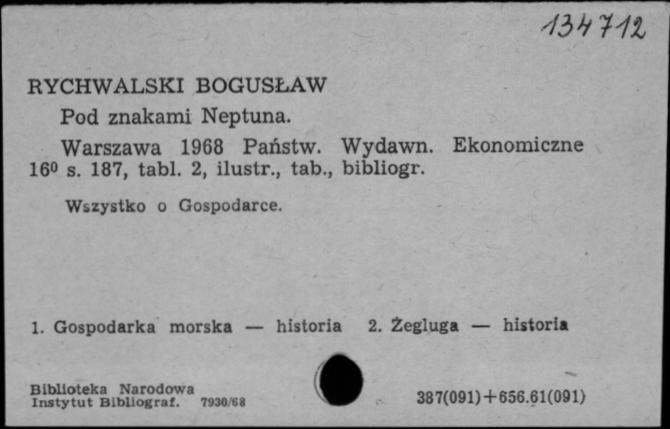 134712
RYCHWALSKI BOGUSŁAW
Pod znakami Neptuna.
Warszawa 1968 Państw. Wydawn. Ekonomiczne
16⁰ s. 187, tabl. 2, ilustr., tab., bibliogr.
Wszystko o Gospodarce.
1. Gospodarka morska — historia 2. Żegluga — historia
Biblioteka Narodowa
Instytut Bibliograf. 7930/68
387(091)+656.61(091)